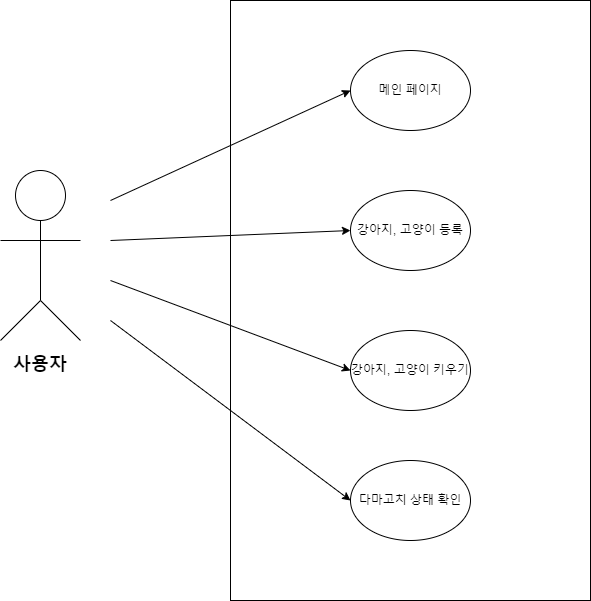 메인 페이지
강아지, 고양이 등록
사용자
강아지, 고양이 키우기
다마고치 상태 확인